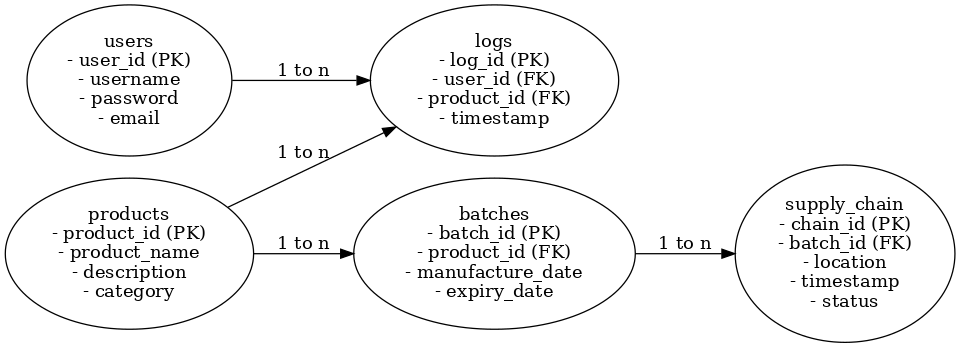 users
- user_id (PK)
- username
- password
- email
1 to n
logs
- log_id (PK)
- user_id (FK)
- product_id (FK)
- timestamp
1 to n
products
- product_id (PK)
- product_name
- description
- category
1 to n
batches
- batch_id (PK)
- product_id (FK)
- manufacture_date
- expiry_date
1 to n
supply_chain
- chain_id (PK)
- batch_id (FK)
- location
- timestamp
- status